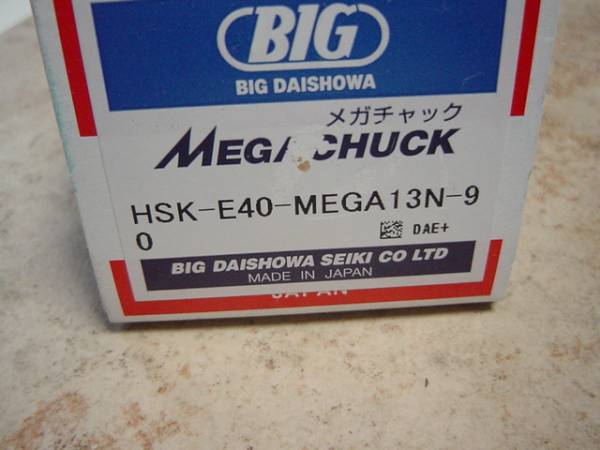 BIG
BIG DAISHOWA
メガチャック
MEGA CHUCK
HSK-E40-MEGA13N-9
0
DAE+
BIG DAISHOWA SEIKI CO LTD
MADE IN JAPAN
JAPAN